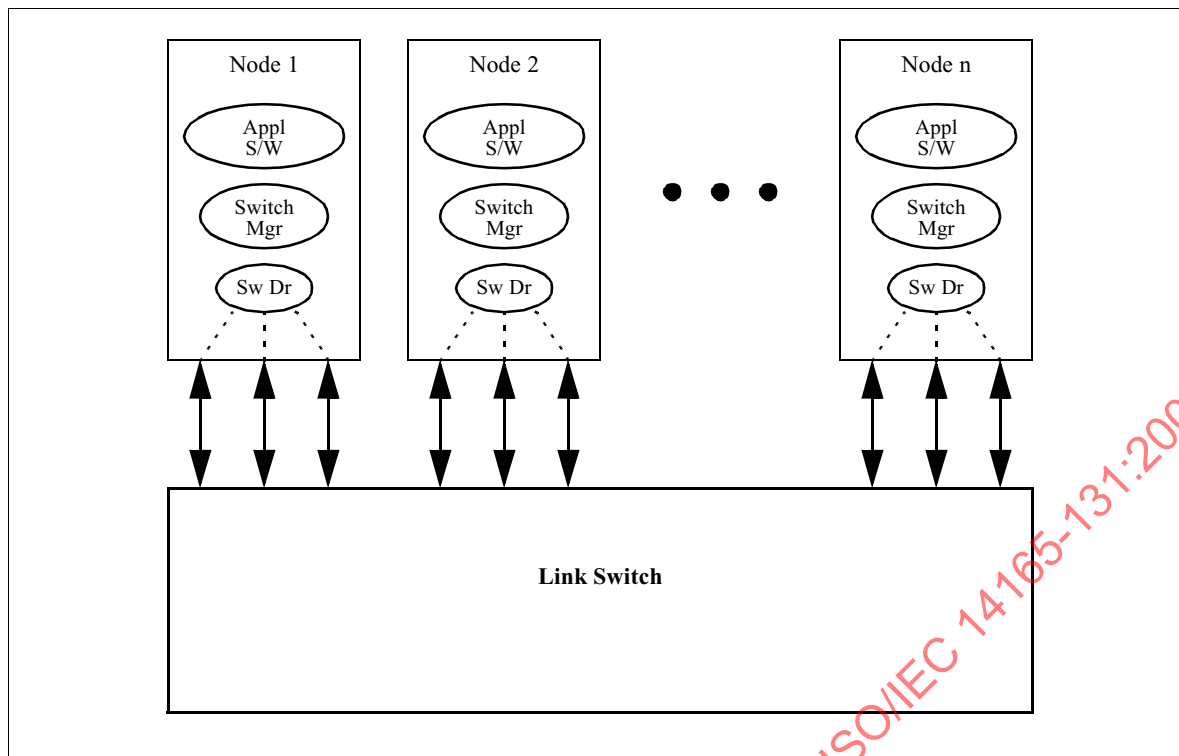 Node 1
Appl
S/W
Switch
Mgr
Sw Dr
Node 2
Appl
S/W
Switch
Mgr
Sw Dr
Node n
Appl
S/W
Switch
Mgr
Sw Dr
Link Switch
ISO/IEC 14165-131:200